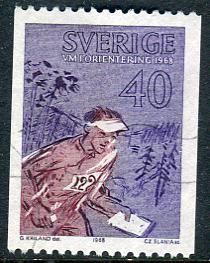 SVERIGE
VM I ORIENTERING 1968
40
122
G. KAILAND del. 1968 CZ. SLANIA sc.